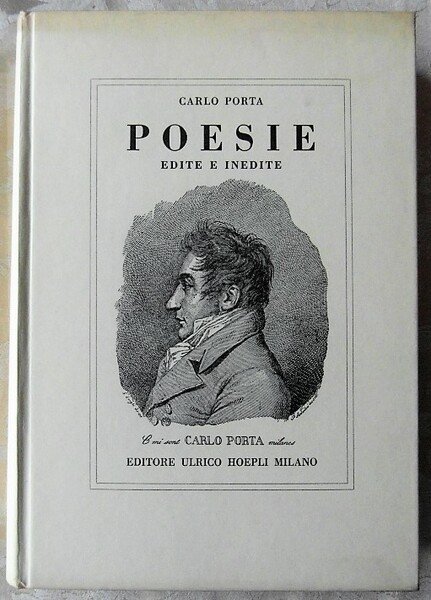 CARLO PORTA
POESIE
EDITE E INEDITE
E mi sont CARLO PORTA milanes
EDITORE ULRICO HOEPLI MILANO